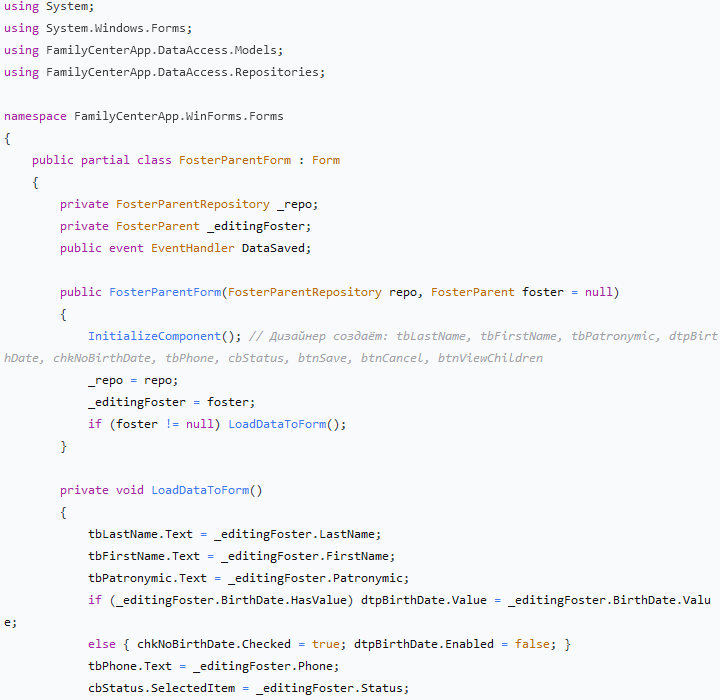 using System;
using System.Windows.Forms;
using FamilyCenterApp.DataAccess.Models;
using FamilyCenterApp.DataAccess.Repositories;
namespace FamilyCenterApp.WinForms.Forms
{
    public partial class FosterParentForm : Form
    {
        private FosterParentRepository _repo;
        private FosterParent _editingFoster;
        public event EventHandler DataSaved;
        public FosterParentForm(FosterParentRepository repo, FosterParent foster = null)
        {
            InitializeComponent(); // Дизайнер создаём: tbLastName, tbFirstName, tbPatronymic, dtpBirt
hDate, chkNoBirthDate, tbPhone, cbStatus, btnSave, btnCancel, btnViewChildren
            _repo = repo;
            _editingFoster = foster;
            if (foster != null) LoadDataToForm();
        }
        private void LoadDataToForm()
        {
            tbLastName.Text = _editingFoster.LastName;
            tbFirstName.Text = _editingFoster.FirstName;
            tbPatronymic.Text = _editingFoster.Patronymic;
            if (_editingFoster.BirthDate.HasValue) dtpBirthDate.Value = _editingFoster.BirthDate.Valu
e;
            else { chkNoBirthDate.Checked = true; dtpBirthDate.Enabled = false; }
            tbPhone.Text = _editingFoster.Phone;
            cbStatus.SelectedItem = _editingFoster.Status;